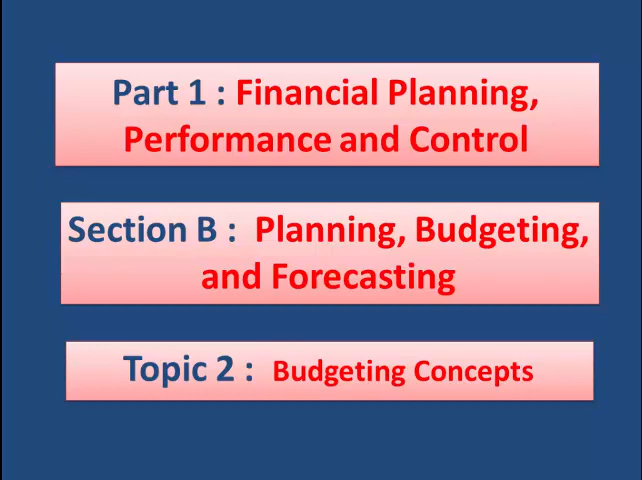 Part 1 : Financial Planning,
Performance and Control
Section B : Planning, Budgeting,
and Forecasting
Topic 2 : Budgeting Concepts